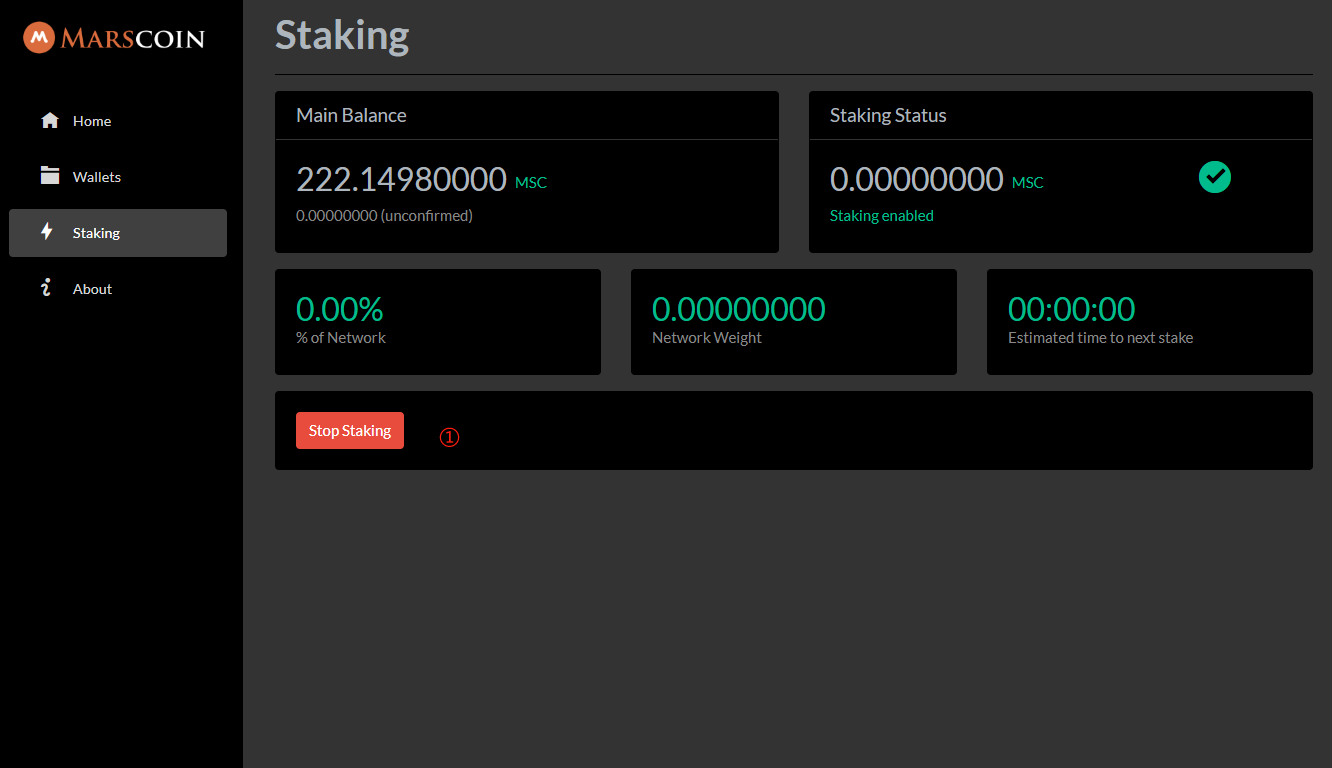 MARSCOIN
Home
Wallets
Staking
About
Staking
Main Balance
222.14980000 MSC
0.00000000 (unconfirmed)
Staking Status
0.00000000 MSC
Staking enabled
0.00%
% of Network
0.00000000
Network Weight
00:00:00
Estimated time to next stake
Stop Staking ①